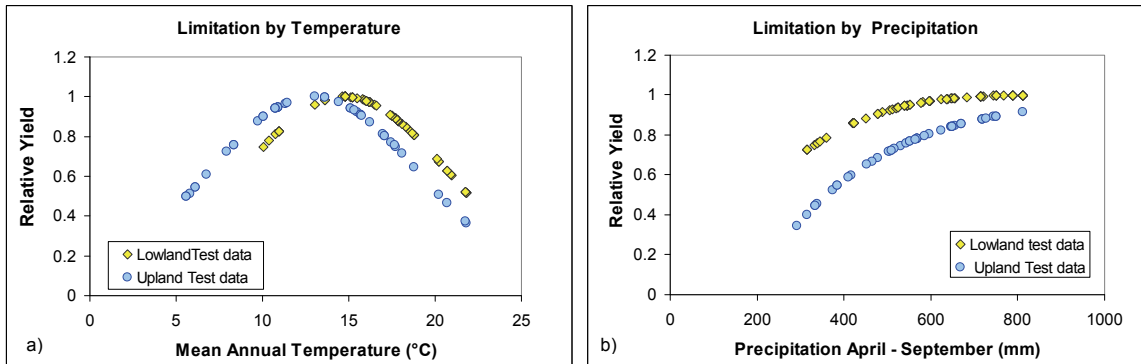 Limitation by Temperature
Relative Yield
1.2
1
0.8
0.6
0.4
0.2
0
0 5 10 15 20 25
LowlandTest data
Upland Test data
Mean Annual Temperature (°C)
a)
Limitation by Precipitation
Relative Yield
1.2
1
0.8
0.6
0.4
0.2
0
0 200 400 600 800 1000
Lowland test data
Upland Test data
Precipitation April - September (mm)
b)